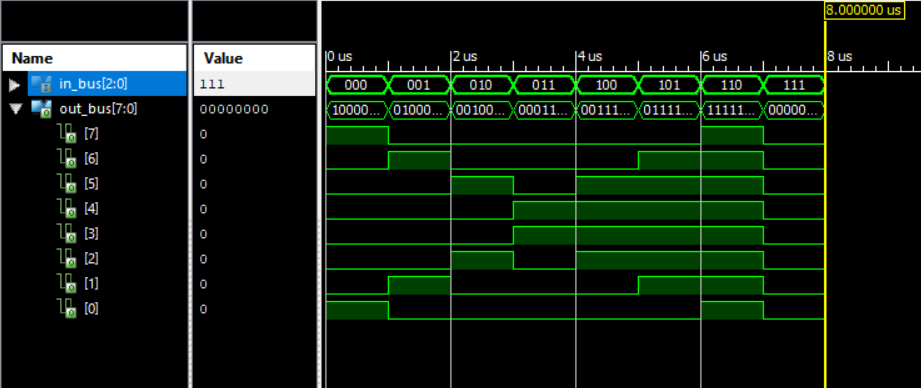 8.000000 us
Name Value
0 us 2 us 4 us 6 us 8 us
in_bus[2:0] 111 000 001 010 011 100 101 110 111
out_bus[7:0] 00000000 10000... 01000... 00100... 00011... 00111... 01111... 11111... 00000...
[7] 0
[6] 0
[5] 0
[4] 0
[3] 0
[2] 0
[1] 0
[0] 0